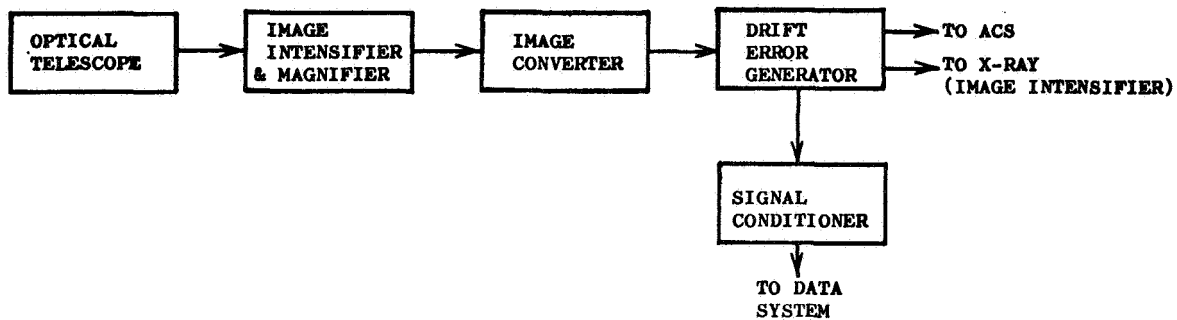 OPTICAL
TELESCOPE
IMAGE
INTENSIFIER
& MAGNIFIER
IMAGE
CONVERTER
DRIFT
ERROR
GENERATOR
TO ACS
TO X-RAY
(IMAGE INTENSIFIER)
SIGNAL
CONDITIONER
TO DATA
SYSTEM